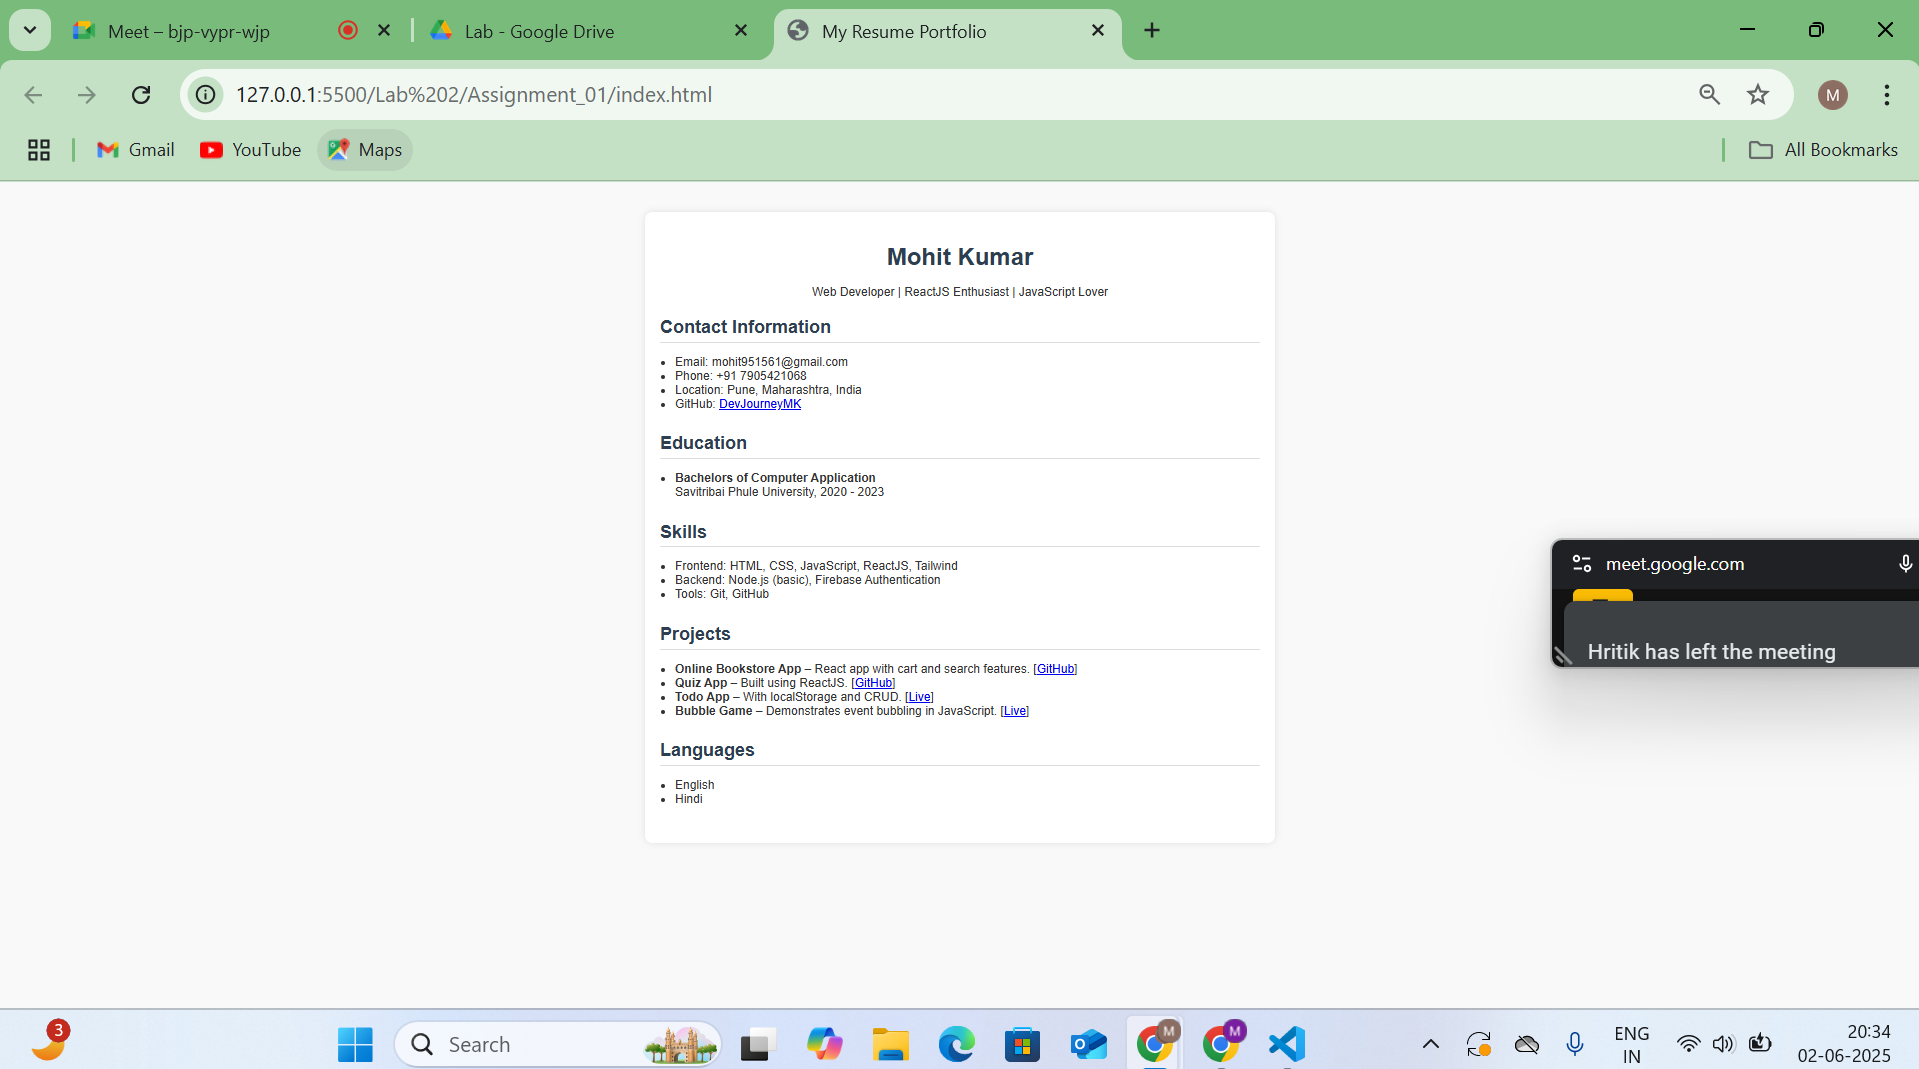 Meet – bjp-vypr-wjp
Lab - Google Drive
My Resume Portfolio
127.0.0.1:5500/Lab%202/Assignment_01/index.html
M
Gmail
YouTube
Maps
All Bookmarks
Mohit Kumar
Web Developer | ReactJS Enthusiast | JavaScript Lover
Contact Information
Email: mohit951561@gmail.com
Phone: +91 7905421068
Location: Pune, Maharashtra, India
GitHub: DevJourneyMK
Education
Bachelors of Computer Application
Savitribai Phule University, 2020 - 2023
Skills
Frontend: HTML, CSS, JavaScript, ReactJS, Tailwind
Backend: Node.js (basic), Firebase Authentication
Tools: Git, GitHub
Projects
Online Bookstore App – React app with cart and search features. [GitHub]
Quiz App – Built using ReactJS. [GitHub]
Todo App – With localStorage and CRUD. [Live]
Bubble Game – Demonstrates event bubbling in JavaScript. [Live]
Languages
English
Hindi
meet.google.com
Hritik has left the meeting
3
Search
M
M
ENG
IN
20:34
02-06-2025